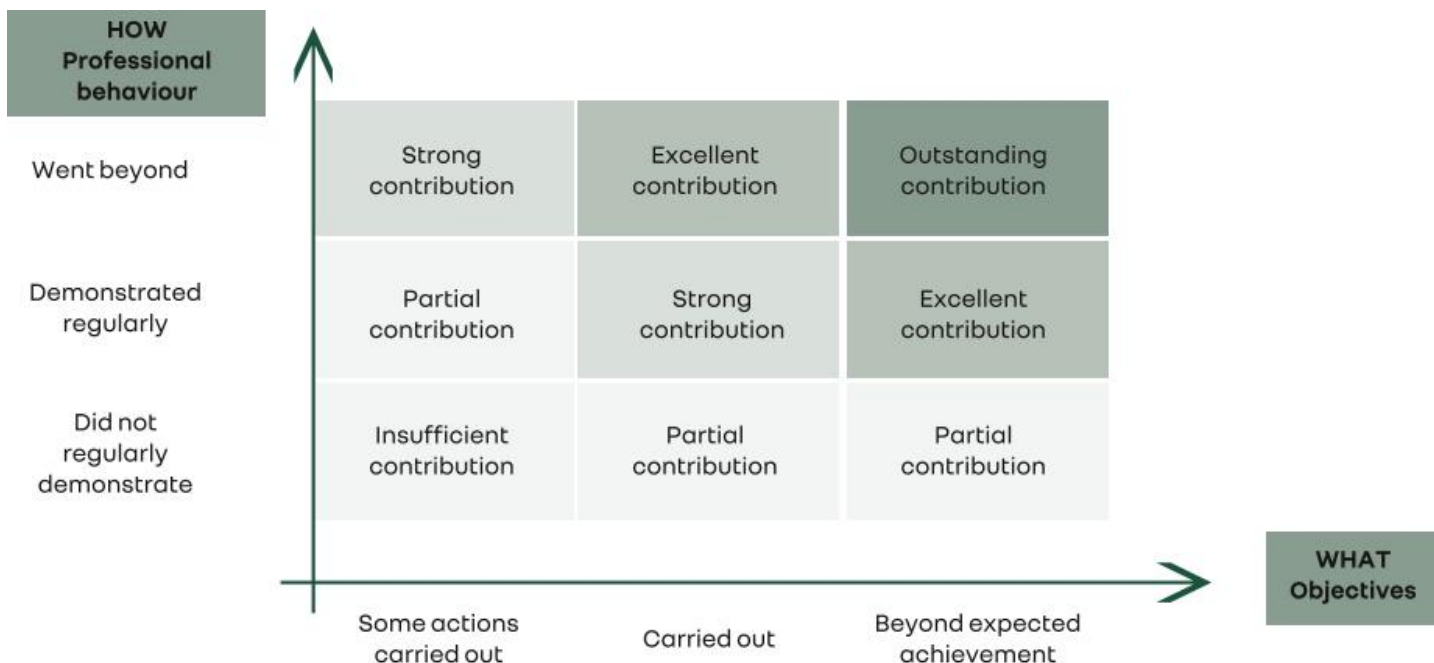 HOW
Professional
behaviour
Went beyond
Strong
contribution
Excellent
contribution
Outstanding
contribution
Demonstrated
regularly
Partial
contribution
Strong
contribution
Excellent
contribution
Did not
regularly
demonstrate
Insufficient
contribution
Partial
contribution
Partial
contribution
WHAT
Objectives
Some actions
carried out
Carried out
Beyond expected
achievement